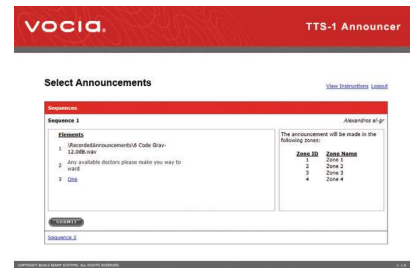 vocia.
TTS-1 Announcer
Select Announcements
View Instructions Logout
Sequences
Sequence 1
Alexandros el-gr
Elements
1 \RecordedAnnouncements\6 Code Gray-
12.0dB.wav
2 Any available doctors please make you way to
ward
3 One
The announcement will be made in the
following zones:
Zone ID Zone Name
1 Zone 1
2 Zone 2
3 Zone 3
4 Zone 4
SUBMIT
Sequence 2